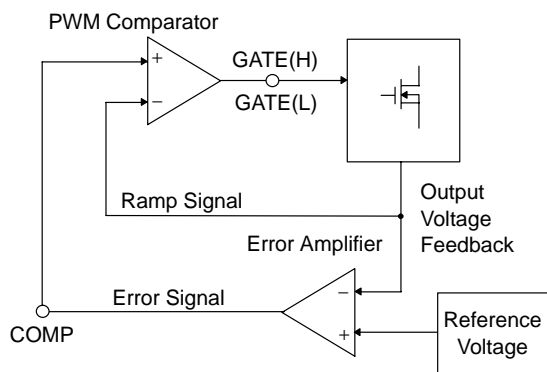 PWM Comparator
+
−
GATE(H)
GATE(L)
Ramp Signal
Output
Voltage
Feedback
Error Amplifier
−
+
Error Signal
COMP
Reference
Voltage